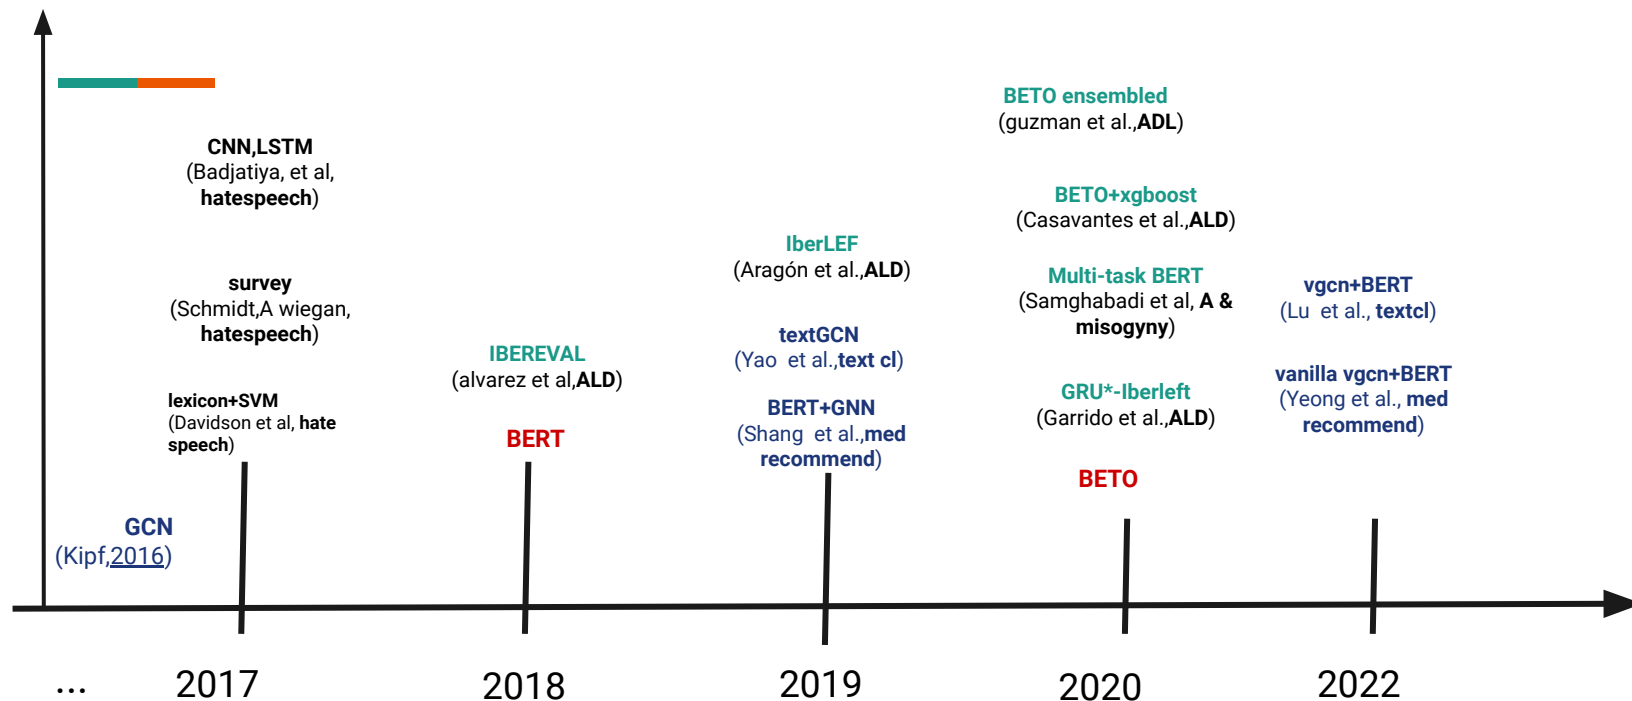 CNN,LSTM
(Badjatiya, et al,
hatespeech)
survey
(Schmidt,A wiegan,
hatespeech)
lexicon+SVM
(Davidson et al, hate
speech)
GCN
(Kipf,2016)
IBEREVAL
(alvarez et al,ALD)
BERT
IberLEF
(Aragón et al.,ALD)
textGCN
(Yao et al.,text cl)
BERT+GNN
(Shang et al.,med
recommend)
BETO ensembled
(guzman et al.,ADL)
BETO+xgboost
(Casavantes et al.,ALD)
Multi-task BERT
(Samghabadi et al, A &
misogyny)
GRU*-Iberleft
(Garrido et al.,ALD)
BETO
vgcn+BERT
(Lu et al., textcl)
vanilla vgcn+BERT
(Yeong et al., med
recommend)
... 2017 2018 2019 2020 2022